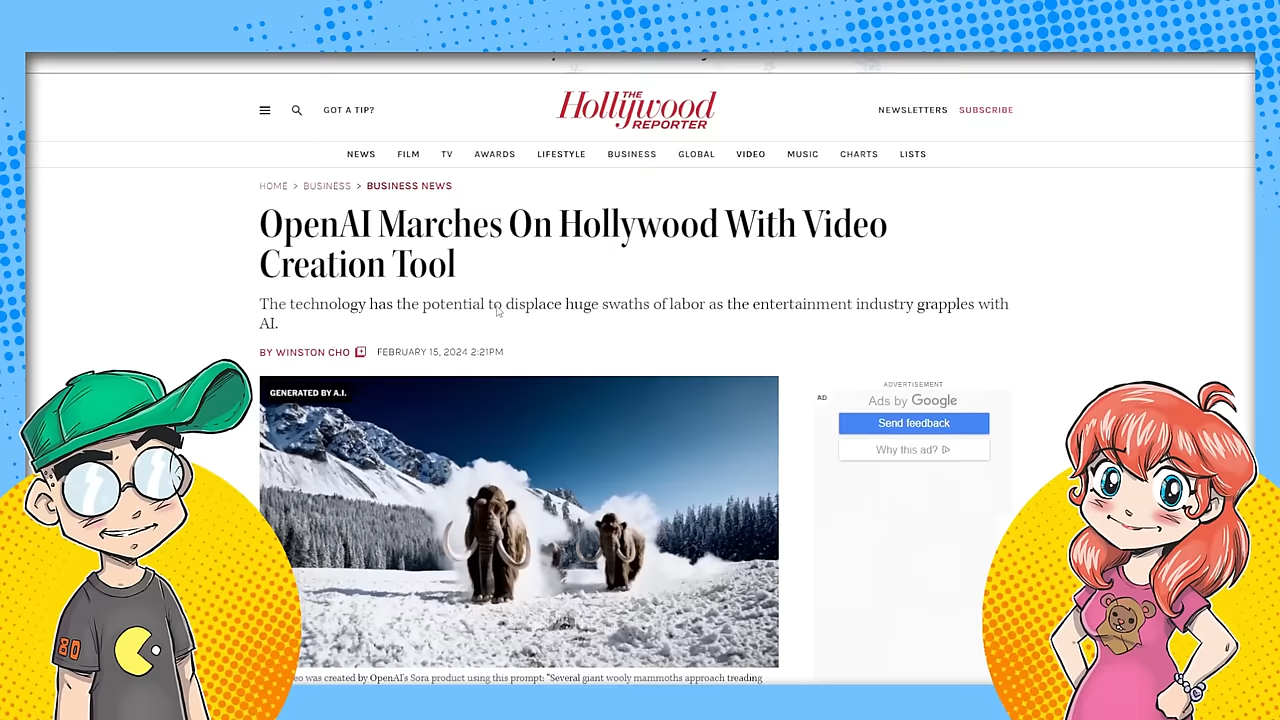 GOT A TIP?
THE
Hollywood
REPORTER
NEWSLETTERS SUBSCRIBE
NEWS FILM TV AWARDS LIFESTYLE BUSINESS GLOBAL VIDEO MUSIC CHARTS LISTS
HOME > BUSINESS > BUSINESS NEWS
OpenAI Marches On Hollywood With Video
Creation Tool
The technology has the potential to displace huge swaths of labor as the entertainment industry grapples with
AI.
BY WINSTON CHO FEBRUARY 15, 2024 2:21PM
GENERATED BY A.I.
ADVERTISEMENT
AD
Ads by Google
Send feedback
Why this ad?
80
was created by OpenAI's Sora product using this prompt: "Several giant wooly mammoths approach treading